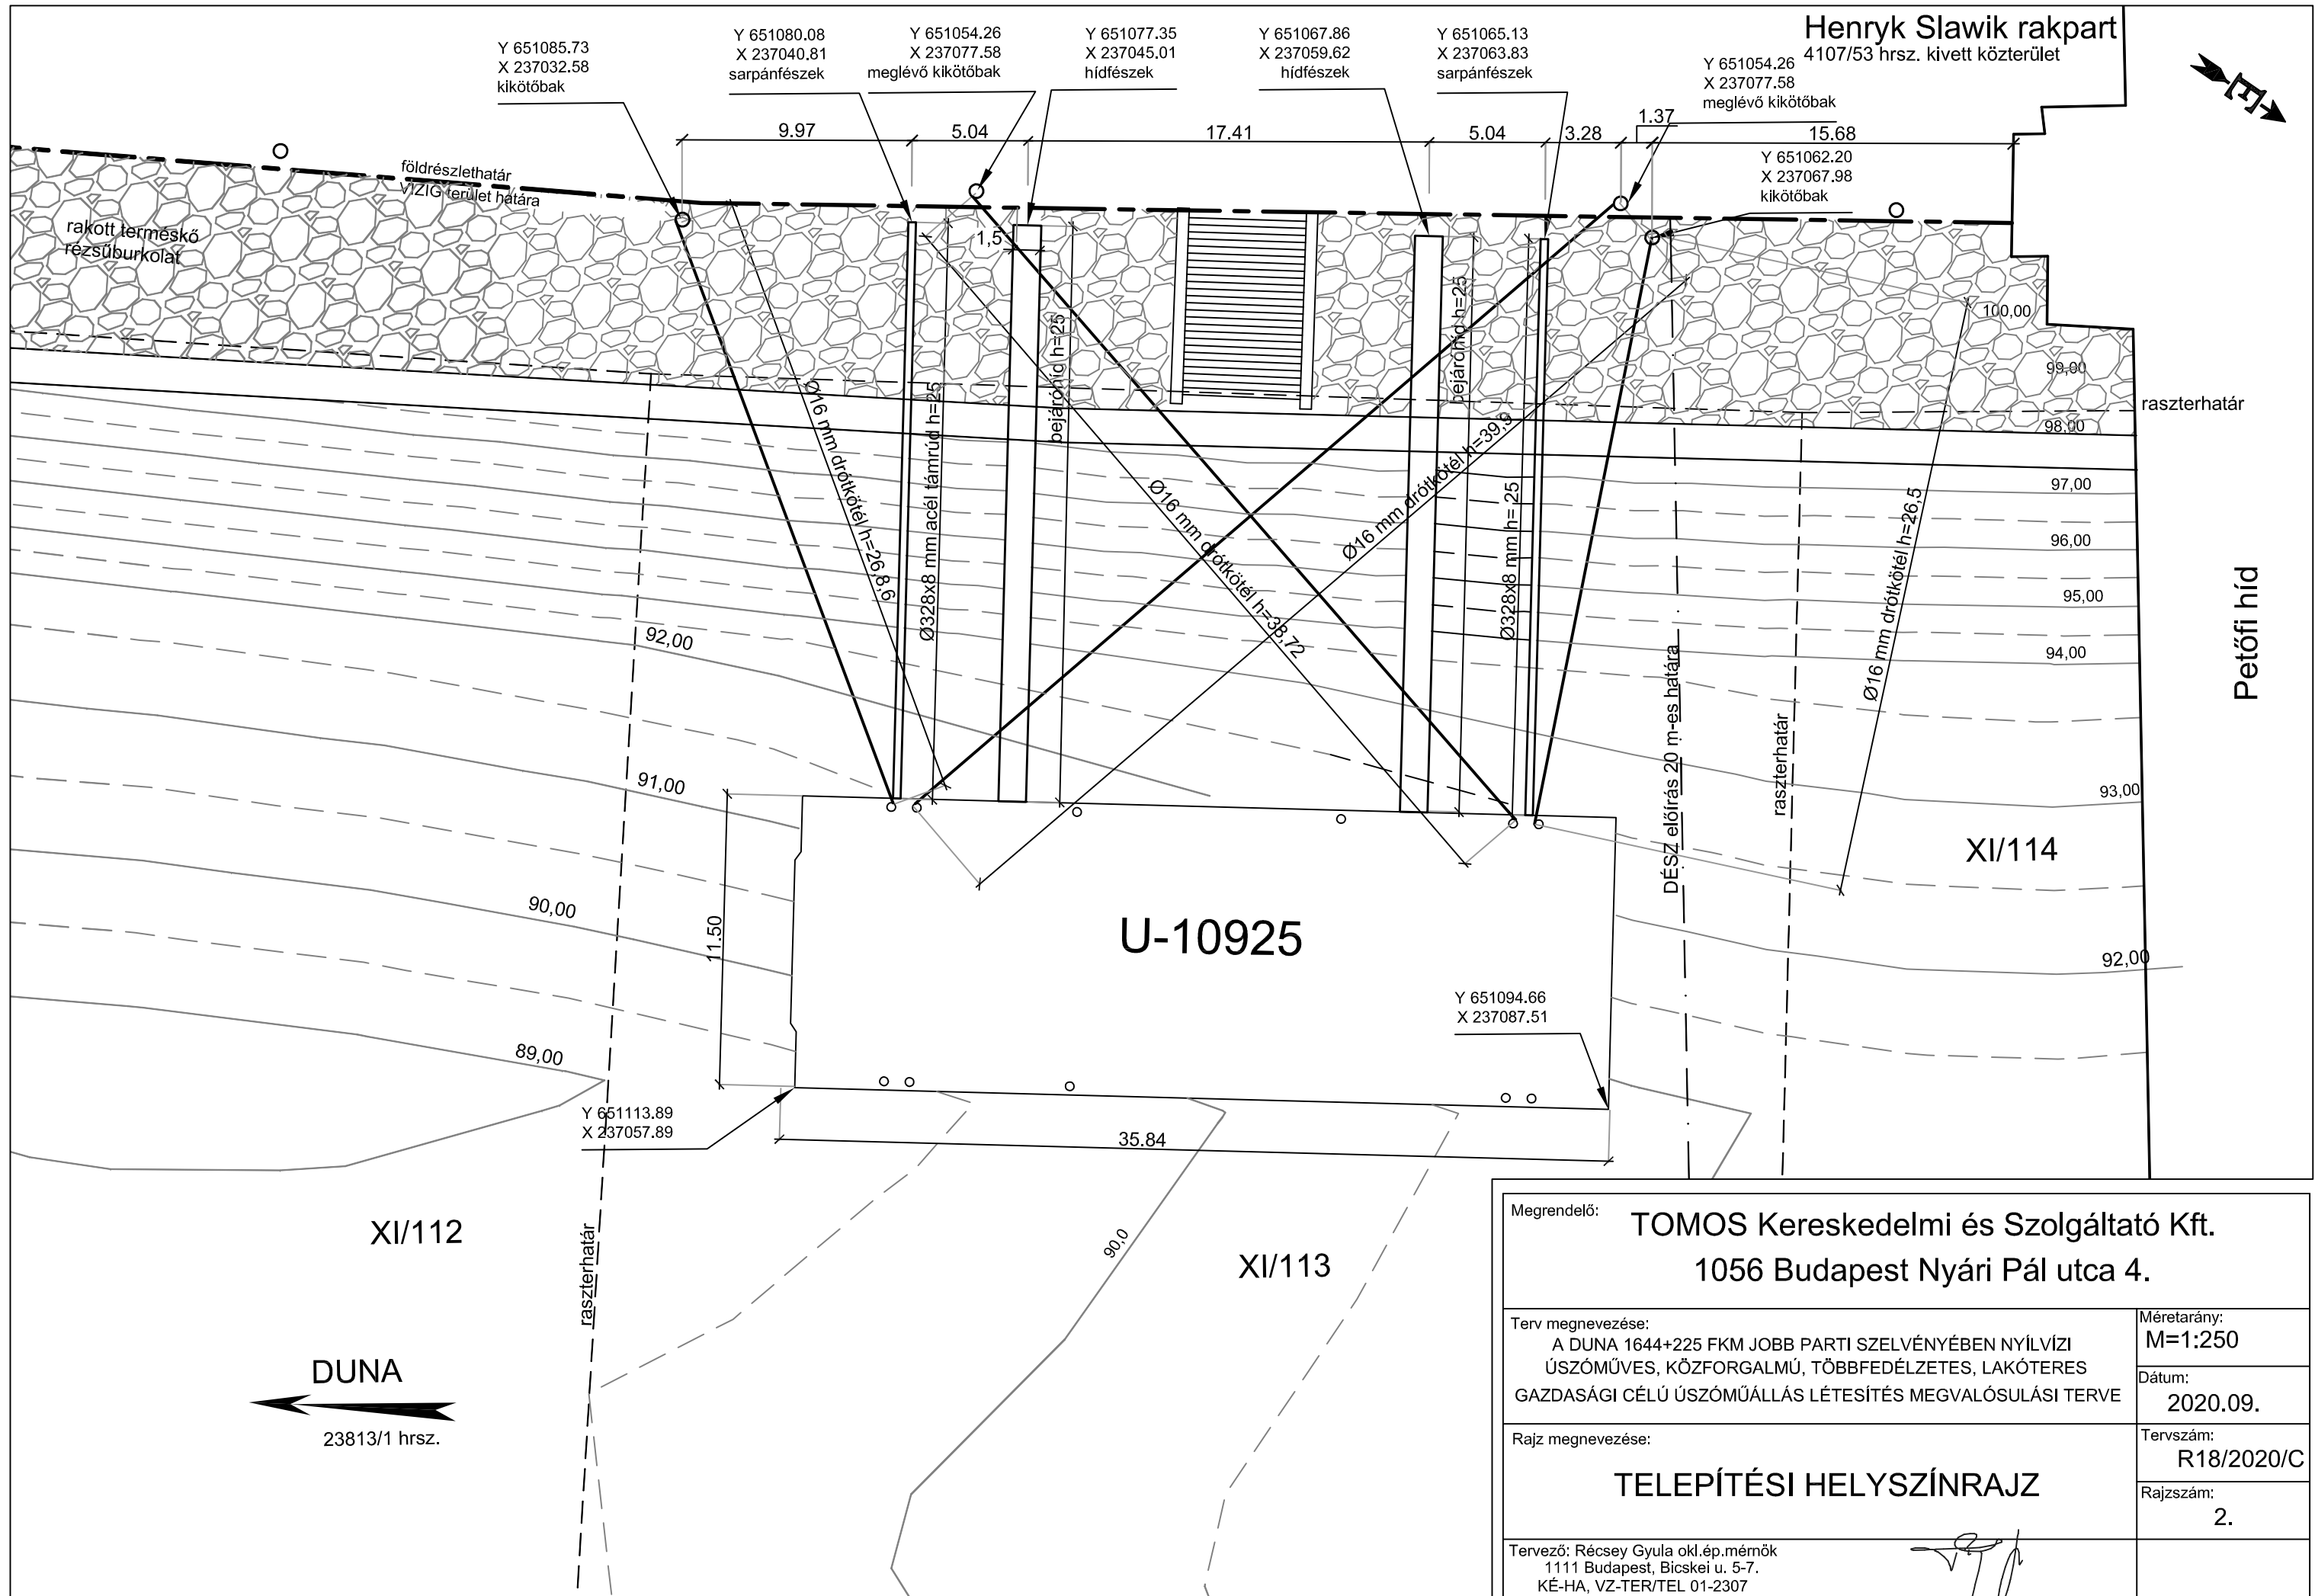 Henryk Slawik rakpart
4107/53 hrsz. kivett közterület
Y 651085.73
X 237032.58
kikötőbak
Y 651080.08
X 237040.81
sarpánfészek
Y 651054.26
X 237077.58
meglévő kikötőbak
Y 651077.35
X 237045.01
hídfészek
Y 651067.86
X 237059.62
hídfészek
Y 651065.13
X 237063.83
sarpánfészek
Y 651054.26
X 237077.58
meglévő kikötőbak
É
9.97
5.04
17.41
5.04
3.28
1.37
15.68
Y 651062.20
X 237067.98
kikötőbak
földrészlethatár
VÍZIG terület határa
rakott terméskő
rézsűburkolat
1,5
100,00
99,00
raszterhatár
98,00
97,00
96,00
95,00
94,00
93,00
92,00
Ø16 mm drótkötél h=26,8,6
Ø328x8 mm acél támrúd h=25
bejáróhíd h=25
Ø16 mm drótkötél h=38,72
Ø16 mm drótkötél h=39,9
bejáróhíd h=25
Ø328x8 mm h= 25
DÉSZ előírás 20 m-es határa
raszterhatár
Ø16 mm drótkötél h=26,5
Petőfi híd
92,00
91,00
90,00
89,00
11.50
U-10925
XI/114
Y 651094.66
X 237087.51
Y 651113.89
X 237057.89
35.84
XI/112
raszterhatár
90,0
XI/113
DUNA
23813/1 hrsz.
Megrendelő:
TOMOS Kereskedelmi és Szolgáltató Kft.
1056 Budapest Nyári Pál utca 4.
Terv megnevezése:
A DUNA 1644+225 FKM JOBB PARTI SZELVÉNYÉBEN NYÍLVÍZI
ÚSZÓMŰVES, KÖZFORGALMÚ, TÖBBFEDÉLZETES, LAKÓTERES
GAZDASÁGI CÉLÚ ÚSZÓMŰÁLLÁS LÉTESÍTÉS MEGVALÓSULÁSI TERVE
Méretarány:
M=1:250
Dátum:
2020.09.
Rajz megnevezése:
TELEPÍTÉSI HELYSZÍNRAJZ
Tervszám:
R18/2020/C
Rajzszám:
2.
Tervező: Récsey Gyula okl.ép.mérnök
1111 Budapest, Bicskei u. 5-7.
KÉ-HA, VZ-TER/TEL 01-2307